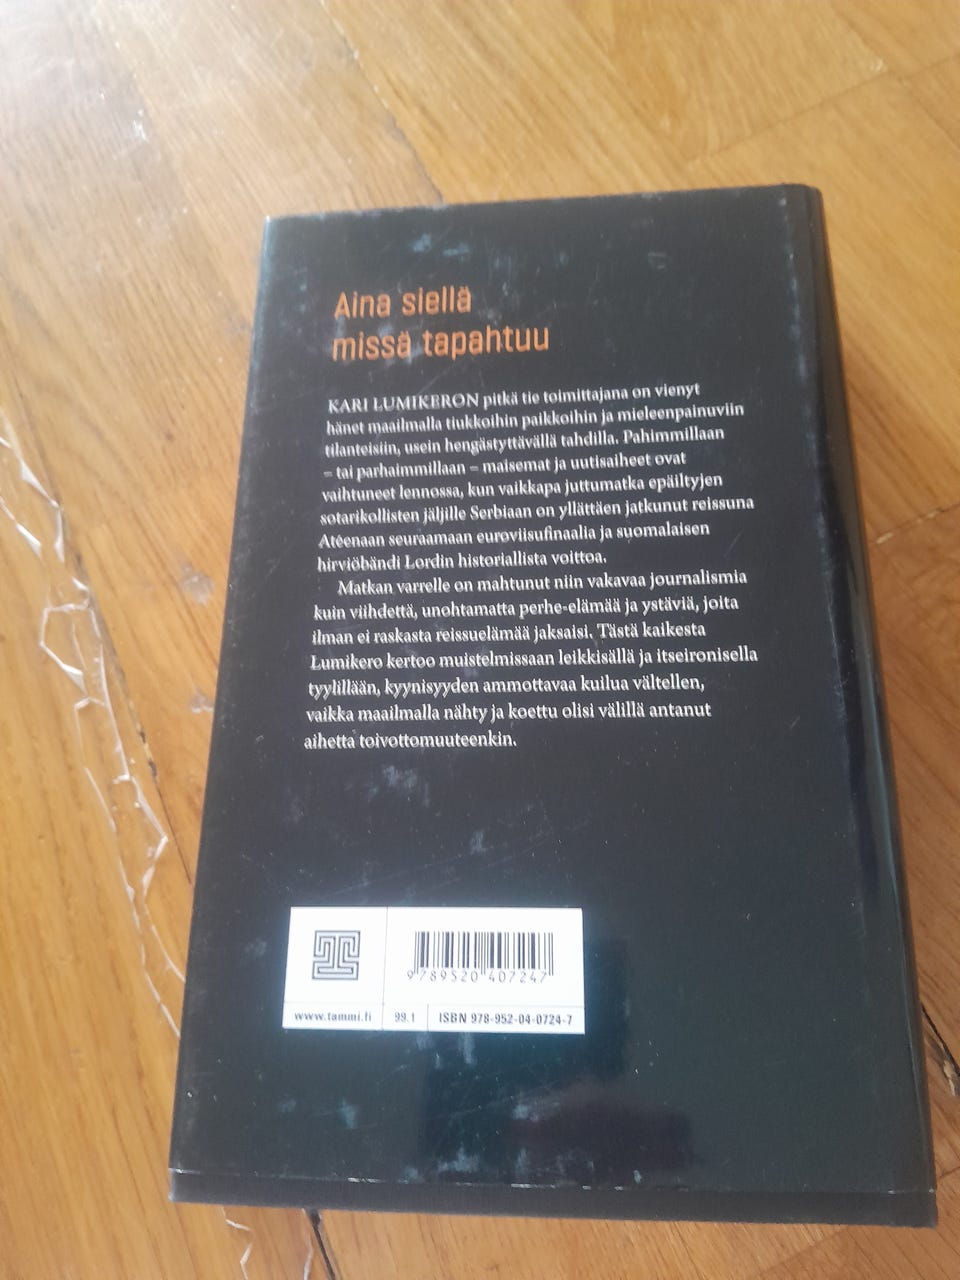 Aina siellä
missä tapahtuu
KARI LUMIKERON pitkä tie toimittajana on vienyt
hänet maailmalla tiukkoihin paikkoihin ja mieleenpainuviin
tilanteisiin, usein hengästyttävällä tahdilla. Pahimmillaan
– tai parhaimmillaan – maisemat ja uutisaiheet ovat
vaihtuneet lennossa, kun vaikkapa juttumatka epäiltyjen
sotarikollisten jäljille Serbiaan on yllättäen jatkunut reissuna
Ateenaan seuraamaan euroviisufinaalia ja suomalaisen
hirviöbändi Lordin historiallista voittoa.
Matkan varrelle on mahtunut niin vakavaa journalismia
kuin viihdettä, unohtamatta perhe-elämää ja ystäviä, joita
ilman ei raskasta reissuelämää jaksaisi. Tästä kaikesta
Lumikero kertoo muistelmissaan leikkisällä ja itseironisella
tyylillään, kyynisyyden ammottavaa kuilua vältellen,
vaikka maailmalla nähty ja koettu olisi välillä antanut
aihetta toivottomuuteenkin.
9 789520 407247
www.tammi.fi 99.1 ISBN 978-952-04-0724-7